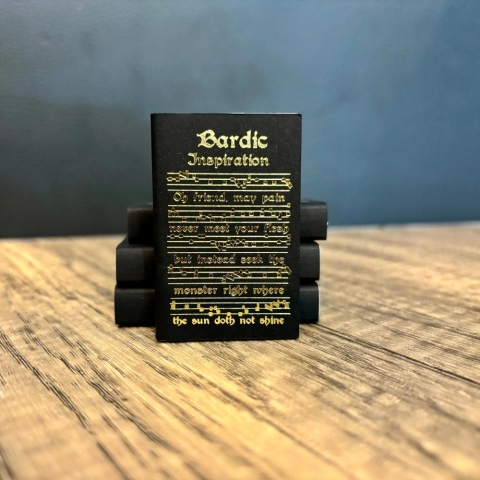 Bardic
Inspiration
Oh friend, may pain
never meet your flesh
but instead seek the
monster right where
the sun doth not shine